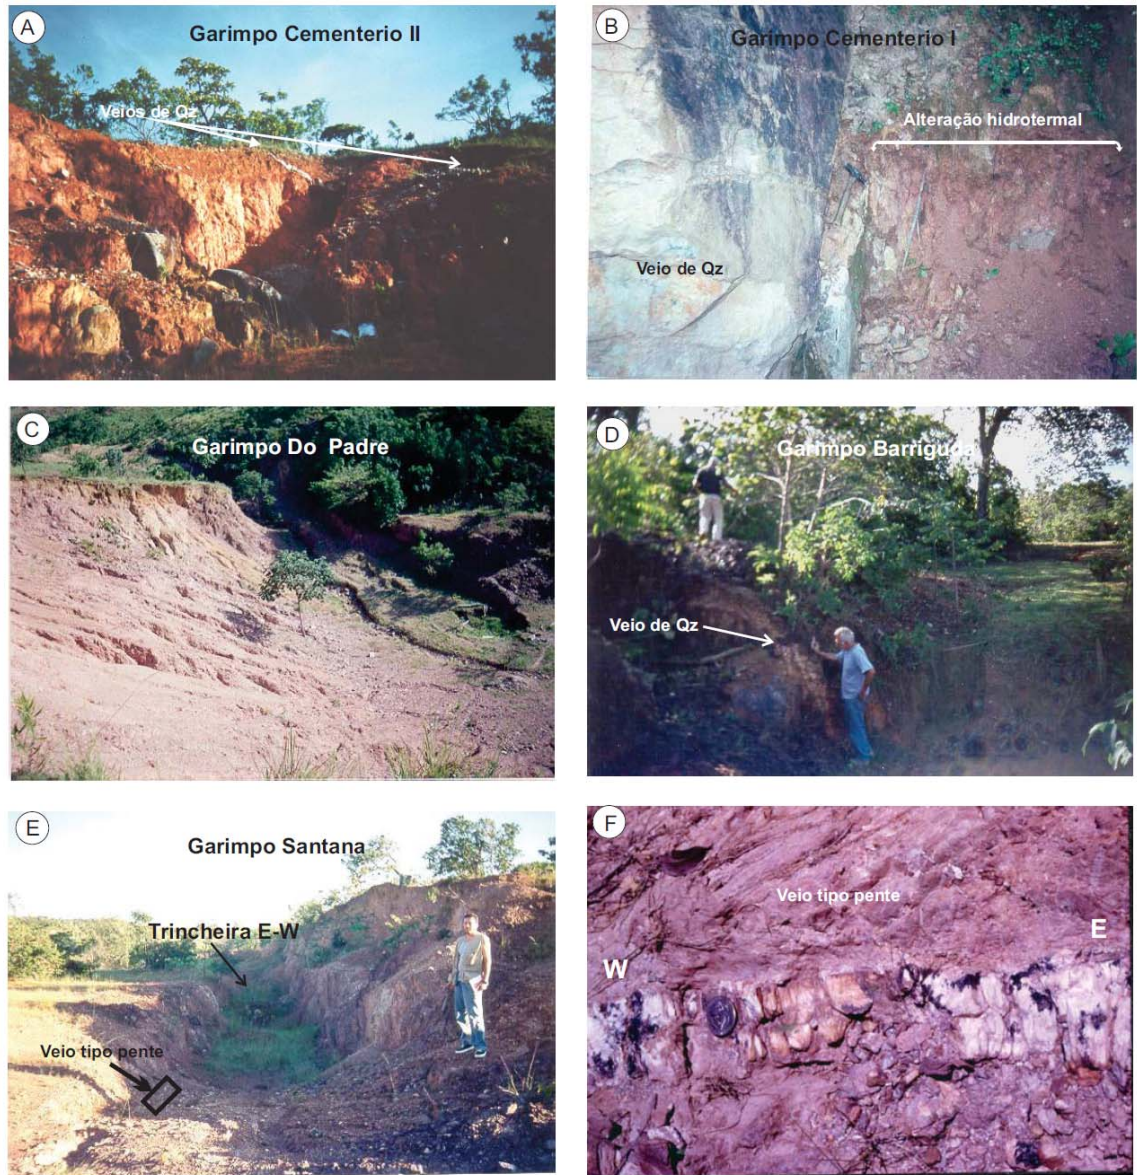 A
Garimpo Cementerio II
Veios de Qz
B
Garimpo Cementerio I
Alteração hidrotermal
Veio de Qz
C
Garimpo Do Padre
D
Garimpo Barriguda
Veio de Qz
E
Garimpo Santana
Trincheira E-W
Veio tipo pente
F
Veio tipo pente
E
W